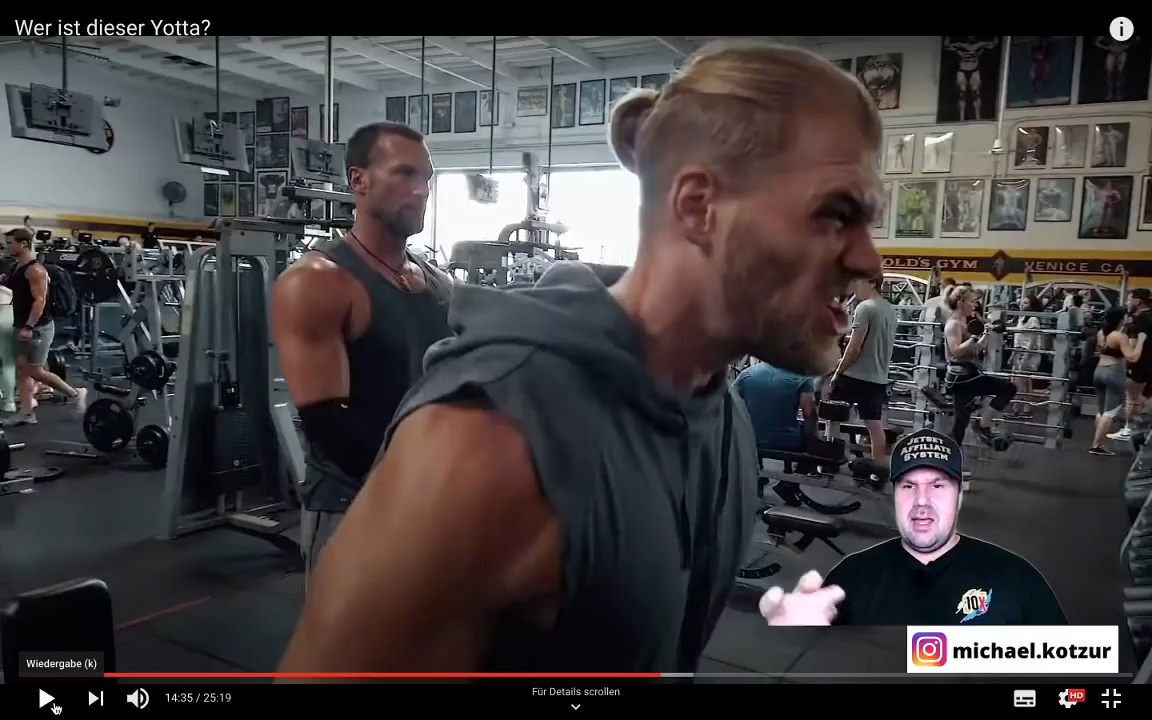 Wer ist dieser Yotta?
OLD'S GYM
VENICE CA
JETSET
AFFILIATE
SYSTEM
10X
michael.kotzur
Wiedergabe (k)
14:35 / 25:19
Für Details scrollen
HD